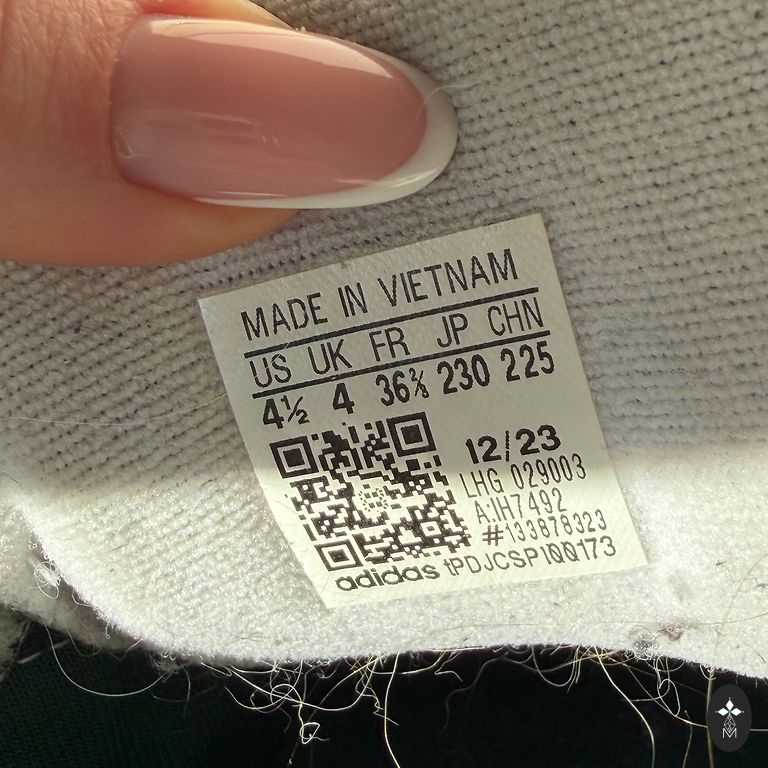 MADE IN VIETNAM
US UK FR JP CHN
4½ 4 36⅔ 230 225
12/23
LHG 029003
A:IH7492
#133878323
adidas tPDJCSP100173
M